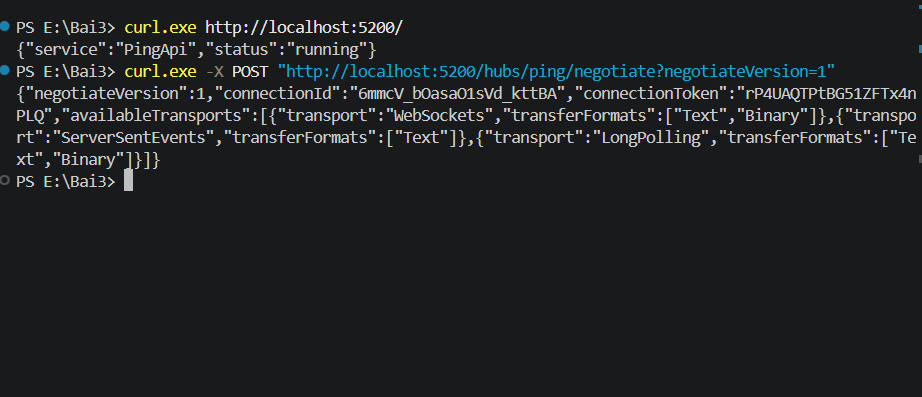 PS E:\Bai3> curl.exe http://localhost:5200/
{"service":"PingApi","status":"running"}
PS E:\Bai3> curl.exe -X POST "http://localhost:5200/hubs/ping/negotiate?negotiateVersion=1"
{"negotiateVersion":1,"connectionId":"6mmcV_bOasaO1sVd_kttBA","connectionToken":"rP4UAQTPtBG51ZFTx4n
PLQ","availableTransports":[{"transport":"WebSockets","transferFormats":["Text","Binary"]},{"transpo
rt":"ServerSentEvents","transferFormats":["Text"]},{"transport":"LongPolling","transferFormats":["Te
xt","Binary"]}]}
PS E:\Bai3>